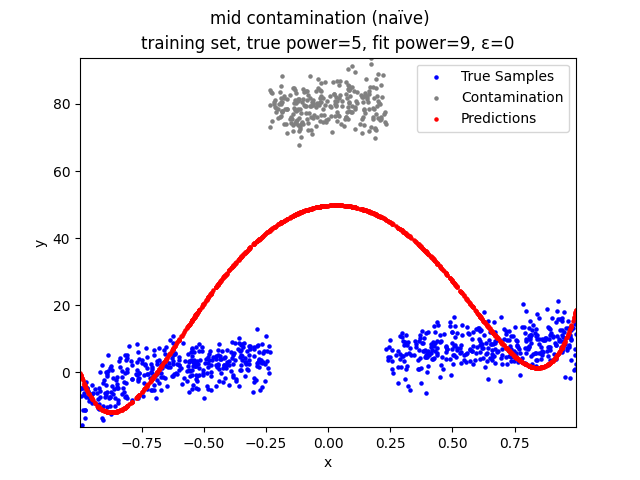 mid contamination (naïve)
training set, true power=5, fit power=9, ε=0
True Samples
Contamination
Predictions
80
60
40
20
0
y
−0.75
−0.50
−0.25
0.00
0.25
0.50
0.75
x